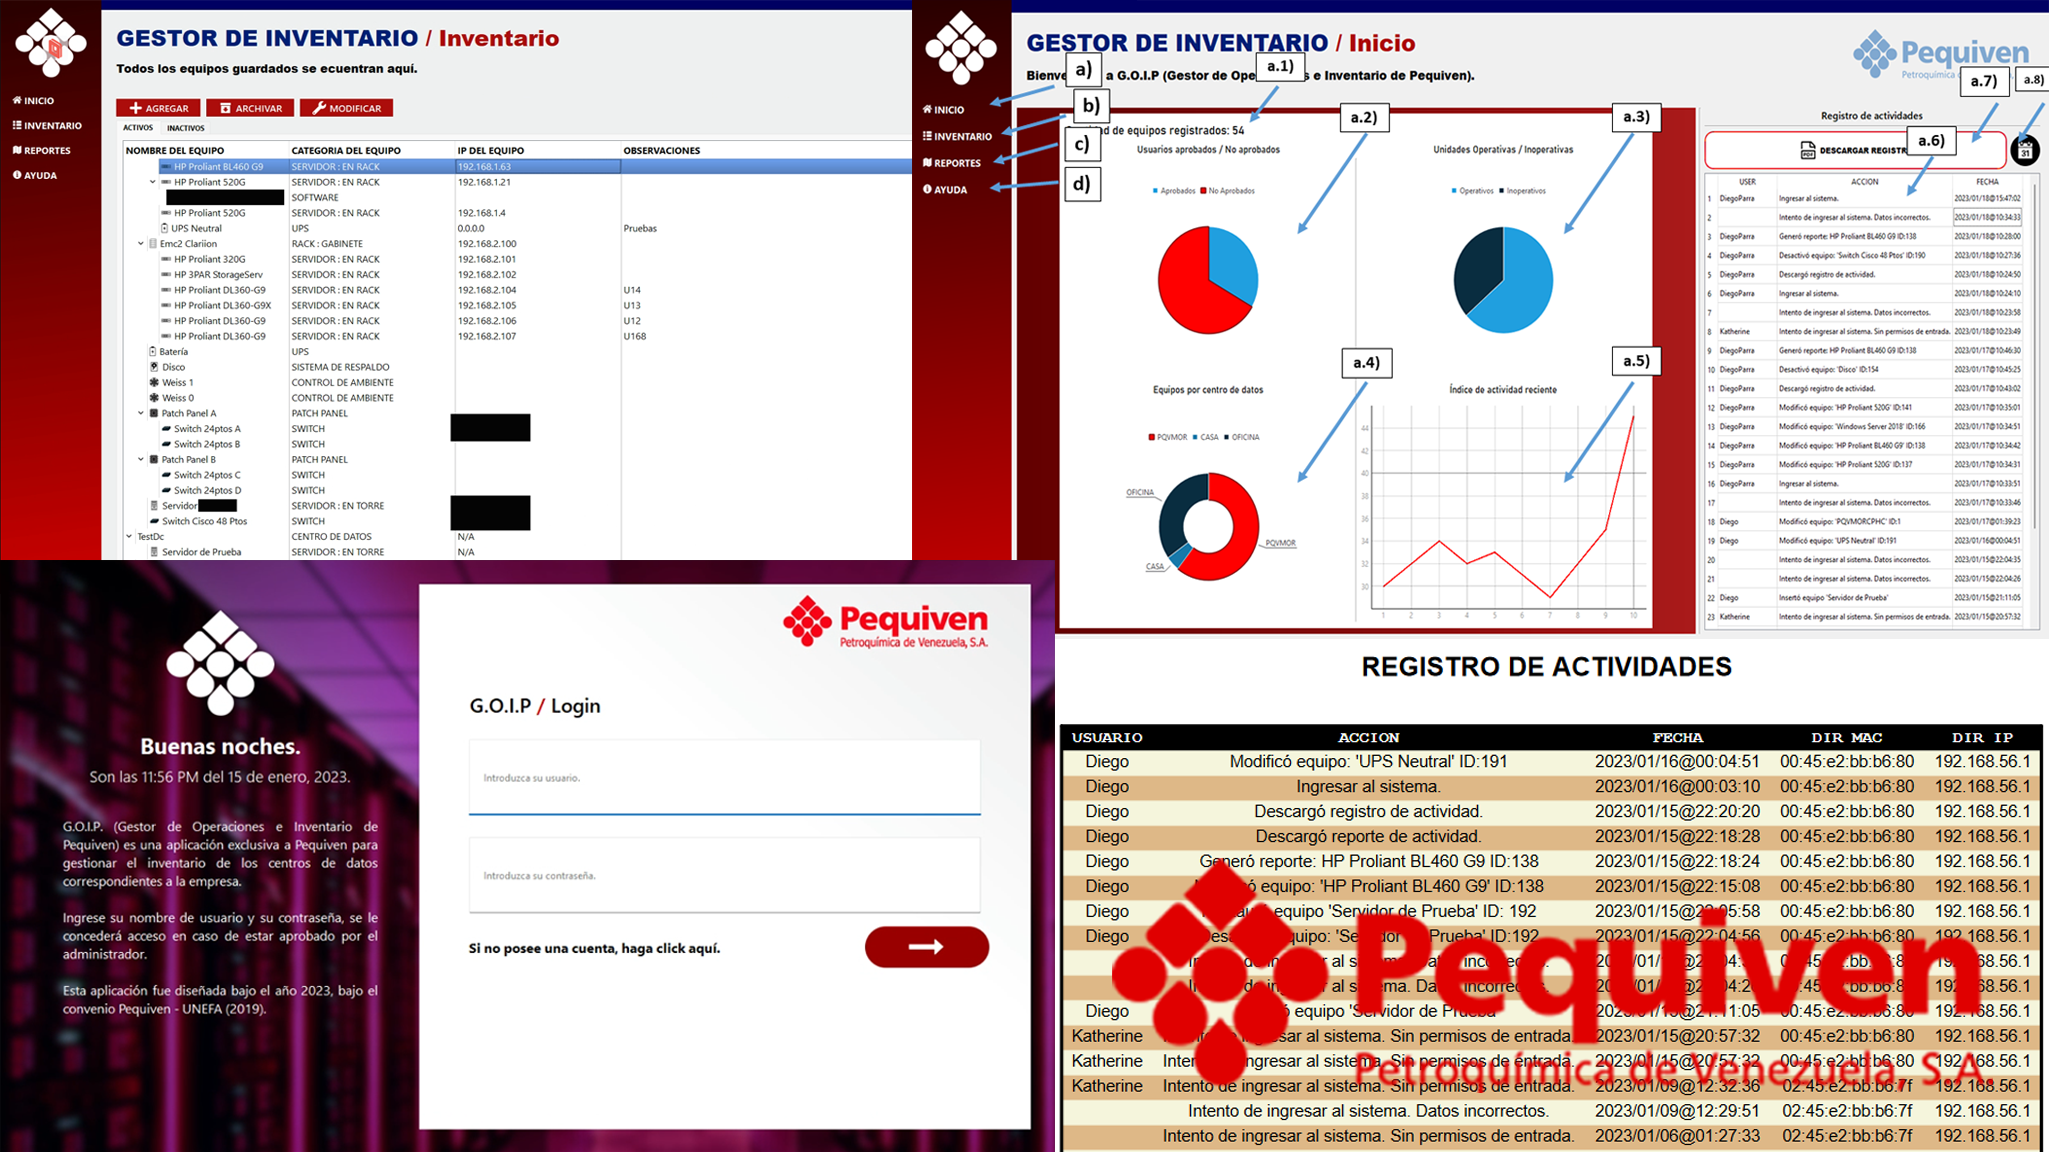 GESTOR DE INVENTARIO / Inventario
Todos los equipos guardados se ecuentran aquí.
INICIO
INVENTARIO
REPORTES
AYUDA
AGREGAR ARCHIVAR MODIFICAR
ACTIVOS INACTIVOS
NOMBRE DEL EQUIPO CATEGORIA DEL EQUIPO IP DEL EQUIPO OBSERVACIONES
HP Proliant BL460 G9 SERVIDOR : EN RACK 192.168.1.63
HP Proliant 520G SERVIDOR : EN RACK 192.168.1.21
SOFTWARE
HP Proliant 520G SERVIDOR : EN RACK 192.168.1.4
UPS Neutral UPS 0.0.0.0 Pruebas
Emc2 Clariion RACK : GABINETE 192.168.2.100
HP Proliant 320G SERVIDOR : EN RACK 192.168.2.101
HP 3PAR StorageServ SERVIDOR : EN RACK 192.168.2.102
HP Proliant DL360-G9 SERVIDOR : EN RACK 192.168.2.104 U14
HP Proliant DL360-G9X SERVIDOR : EN RACK 192.168.2.105 U13
HP Proliant DL360-G9 SERVIDOR : EN RACK 192.168.2.106 U12
HP Proliant DL360-G9 SERVIDOR : EN RACK 192.168.2.107 U168
Batería UPS
Disco SISTEMA DE RESPALDO
Weiss 1 CONTROL DE AMBIENTE
Weiss 0 CONTROL DE AMBIENTE
Patch Panel A PATCH PANEL
Switch 24ptos A SWITCH
Switch 24ptos B SWITCH
Patch Panel B PATCH PANEL
Switch 24ptos C SWITCH
Switch 24ptos D SWITCH
Servidor SERVIDOR : EN TORRE
Switch Cisco 48 Ptos SWITCH
TestDc CENTRO DE DATOS N/A
Servidor de Prueba SERVIDOR : EN TORRE N/A
GESTOR DE INVENTARIO / Inicio
Bienve a G.O.I.P (Gestor de Ope e Inventario de Pequiven).
Pequiven
Petroquímica de Venezuela, S.A.
INICIO
INVENTARIO
REPORTES
AYUDA
a)
b)
c)
d)
a.1)
a.2)
a.3)
a.4)
a.5)
a.6)
a.7)
a.8)
d de equipos registrados: 54
Usuarios aprobados / No aprobados
Aprobados No Aprobados
Unidades Operativas / Inoperativas
Operativos Inoperativos
Equipos por centro de datos
PQVMOR CASA OFICINA
OFICINA
CASA
PQVMOR
Índice de actividad reciente
44
42
40
38
36
34
32
30
1 2 3 4 5 6 7 8 9 10
Registro de actividades
DESCARGAR REGISTR
31
USER ACCION FECHA
1 DiegoParra Ingresar al sistema. 2023/01/18@15:47:02
2 Intento de ingresar al sistema. Datos incorrectos. 2023/01/18@10:34:33
3 DiegoParra Generó reporte: HP Proliant BL460 G9 ID:138 2023/01/18@10:28:00
4 DiegoParra Desactivó equipo: 'Switch Cisco 48 Ptos' ID:190 2023/01/18@10:27:36
5 DiegoParra Descargó registro de actividad. 2023/01/18@10:24:50
6 DiegoParra Ingresar al sistema. 2023/01/18@10:24:10
7 Intento de ingresar al sistema. Datos incorrectos. 2023/01/18@10:23:58
8 Katherine Intento de ingresar al sistema. Sin permisos de entrada. 2023/01/18@10:23:49
9 DiegoParra Generó reporte: HP Proliant BL460 G9 ID:138 2023/01/17@10:46:30
10 DiegoParra Desactivó equipo: 'Disco' ID:154 2023/01/17@10:45:25
11 DiegoParra Descargó registro de actividad. 2023/01/17@10:43:02
12 DiegoParra Modificó equipo: 'HP Proliant 520G' ID:141 2023/01/17@10:35:01
13 DiegoParra Modificó equipo: 'Windows Server 2018' ID:166 2023/01/17@10:34:51
14 DiegoParra Modificó equipo: 'HP Proliant BL460 G9' ID:138 2023/01/17@10:34:42
15 DiegoParra Modificó equipo: 'HP Proliant 520G' ID:137 2023/01/17@10:34:31
16 DiegoParra Ingresar al sistema. 2023/01/17@10:33:51
17 Intento de ingresar al sistema. Datos incorrectos. 2023/01/17@10:33:46
18 Diego Modificó equipo: 'PQVMORCPHC' ID:1 2023/01/17@01:39:23
19 Diego Modificó equipo: 'UPS Neutral' ID:191 2023/01/16@00:04:51
20 Intento de ingresar al sistema. Datos incorrectos. 2023/01/15@22:04:35
21 Intento de ingresar al sistema. Datos incorrectos. 2023/01/15@22:04:26
22 Diego Insertó equipo 'Servidor de Prueba' 2023/01/15@21:11:05
23 Katherine Intento de ingresar al sistema. Sin permisos de entrada. 2023/01/15@20:57:32
Buenas noches.
Son las 11:56 PM del 15 de enero, 2023.
G.O.I.P. (Gestor de Operaciones e Inventario de
Pequiven) es una aplicación exclusiva a Pequiven para
gestionar el inventario de los centros de datos
correspondientes a la empresa.
Ingrese su nombre de usuario y su contraseña, se le
concederá acceso en caso de estar aprobado por el
administrador.
Esta aplicación fue diseñada bajo el año 2023, bajo el
convenio Pequiven - UNEFA (2019).
Pequiven
Petroquímica de Venezuela, S.A.
G.O.I.P / Login
Introduzca su usuario.
Introduzca su contraseña.
Si no posee una cuenta, haga click aquí.
REGISTRO DE ACTIVIDADES
USUARIO ACCION FECHA DIR MAC DIR IP
Diego Modificó equipo: 'UPS Neutral' ID:191 2023/01/16@00:04:51 00:45:e2:bb:b6:80 192.168.56.1
Diego Ingresar al sistema. 2023/01/16@00:03:10 00:45:e2:bb:b6:80 192.168.56.1
Diego Descargó registro de actividad. 2023/01/15@22:20:20 00:45:e2:bb:b6:80 192.168.56.1
Diego Descargó reporte de actividad. 2023/01/15@22:18:28 00:45:e2:bb:b6:80 192.168.56.1
Diego Generó reporte: HP Proliant BL460 G9 ID:138 2023/01/15@22:18:24 00:45:e2:bb:b6:80 192.168.56.1
Diego equipo: 'HP Proliant BL460 G9' ID:138 2023/01/15@22:15:08 00:45:e2:bb:b6:80 192.168.56.1
Diego equipo 'Servidor de Prueba' ID: 192 2023/01/15@22:05:58 00:45:e2:bb:b6:80 192.168.56.1
Diego ID:192 2023/01/15@22:04:56 00:45:e2:bb:b6:80 192.168.56.1
192.168.56.1
192.168.56.1
Diego equipo 'Servidor de Prueba' 2023/01/15@21:11:05 00:45:e2:bb:b6:80 192.168.56.1
Katherine Intento de ingresar al sistema. Sin permisos de entrada. 2023/01/15@20:57:32 00:45:e2:bb:b6:80 192.168.56.1
Katherine Intento de ingresar al sistema. Sin permisos de entrada. 2023/01/15@20:57:32 00:45:e2:bb:b6:80 192.168.56.1
Katherine Intento de ingresar al sistema. Sin permisos de entrada. 2023/01/09@12:32:36 02:45:e2:bb:b6:7f 192.168.56.1
Intento de ingresar al sistema. Datos incorrectos. 2023/01/09@12:29:51 02:45:e2:bb:b6:7f 192.168.56.1
Intento de ingresar al sistema. Sin permisos de entrada. 2023/01/06@01:27:33 02:45:e2:bb:b6:7f 192.168.56.1
Pequiven
Petroquímica de Venezuela, S.A.